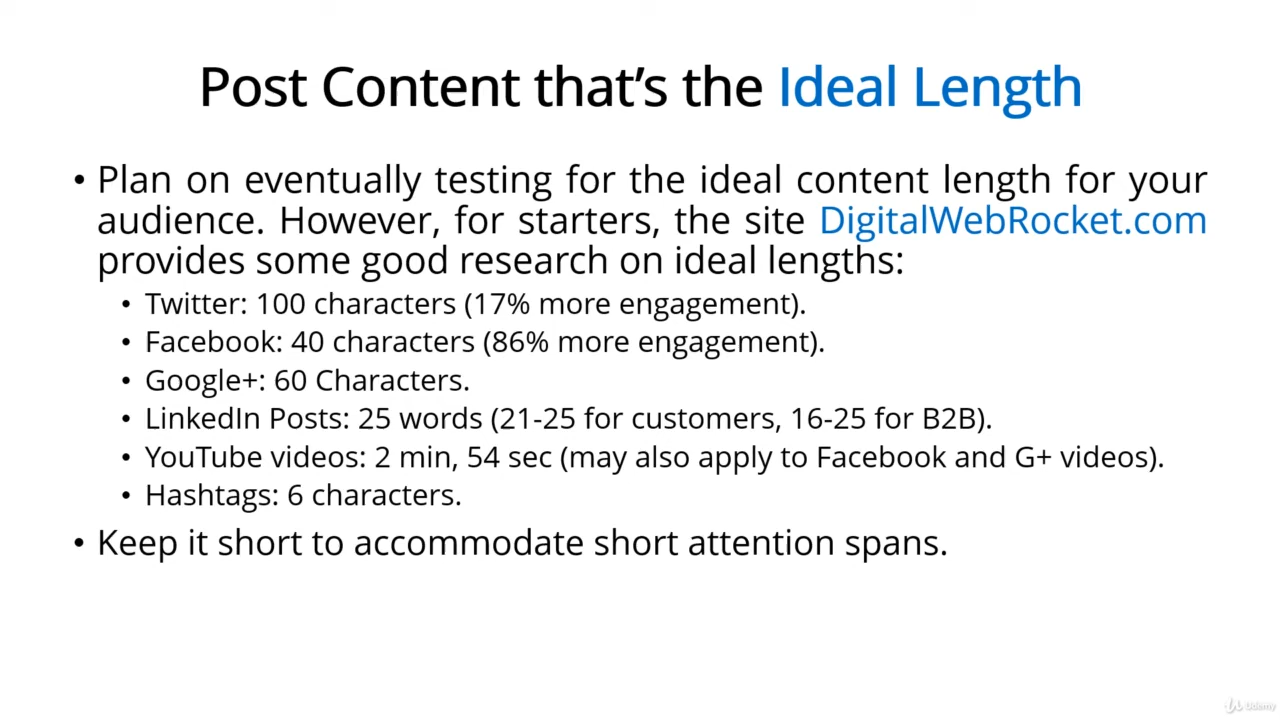 Post Content that's the Ideal Length
• Plan on eventually testing for the ideal content length for your
audience. However, for starters, the site DigitalWebRocket.com
provides some good research on ideal lengths:
• Twitter: 100 characters (17% more engagement).
• Facebook: 40 characters (86% more engagement).
• Google+: 60 Characters.
• LinkedIn Posts: 25 words (21-25 for customers, 16-25 for B2B).
• YouTube videos: 2 min, 54 sec (may also apply to Facebook and G+ videos).
• Hashtags: 6 characters.
• Keep it short to accommodate short attention spans.
Udemy